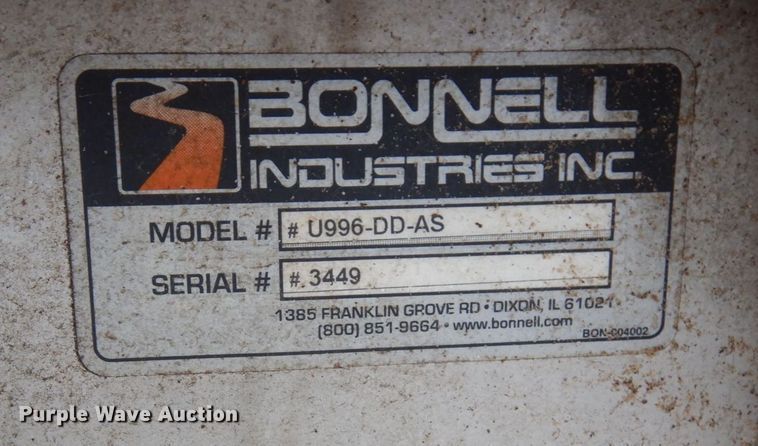 BONNELL
INDUSTRIES INC.
MODEL # # U996-DD-AS
SERIAL # # 3449
1385 FRANKLIN GROVE RD • DIXON, IL 61021
(800) 851-9664 • www.bonnell.com
BON-C04002
Purple Wave Auction